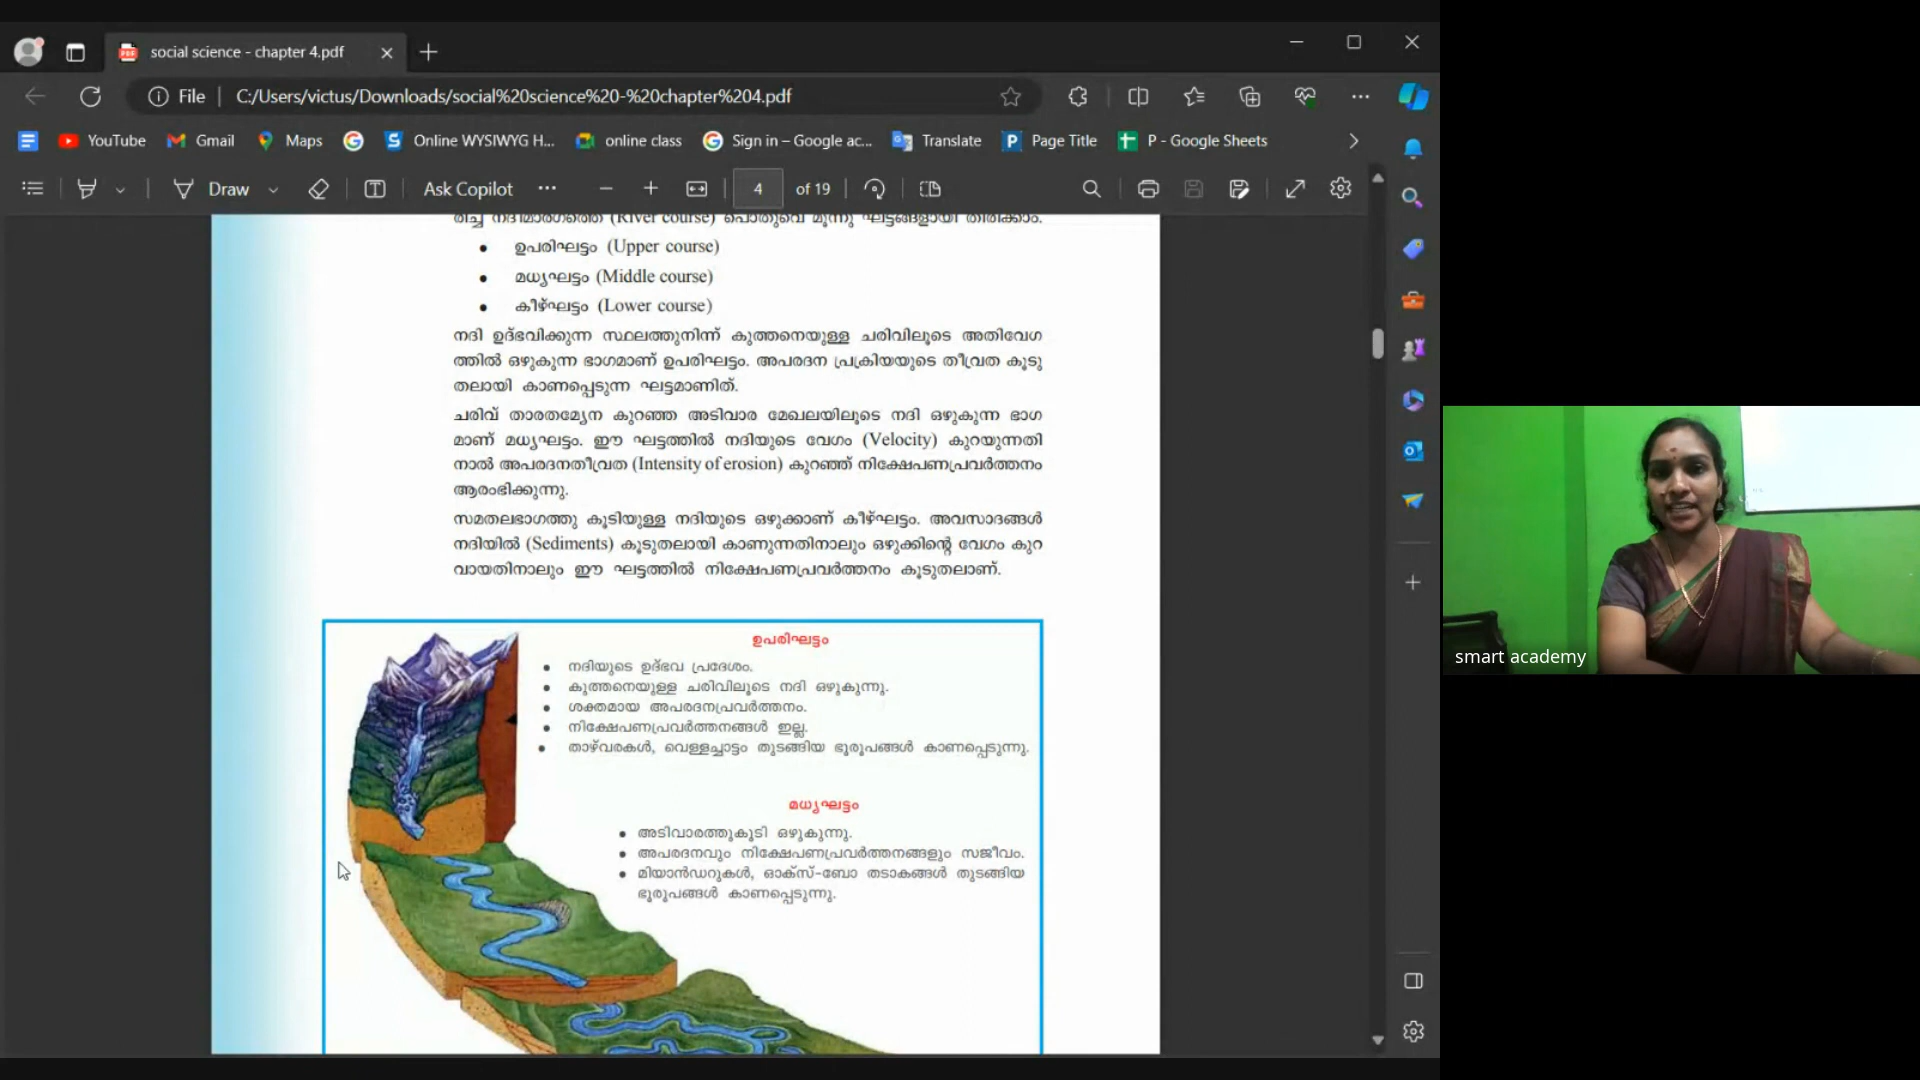 social science - chapter 4.pdf
File | C:/Users/victus/Downloads/social%20science%20-%20chapter%204.pdf
YouTube Gmail Maps Online WYSIWYG H... online class Sign in – Google ac... Translate Page Title P - Google Sheets
Draw Ask Copilot 4 of 19
രിച്ച് നദിമാർഗത്തെ (River course) പൊതുവെ മൂന്നു ഘട്ടങ്ങളായി തിരിക്കാം.
• ഉപരിഘട്ടം (Upper course)
• മധ്യഘട്ടം (Middle course)
• കീഴ്ഘട്ടം (Lower course)
നദി ഉദ്ഭവിക്കുന്ന സ്ഥലത്തുനിന്ന് കുത്തനെയുള്ള ചരിവിലൂടെ അതിവേഗ
ത്തിൽ ഒഴുകുന്ന ഭാഗമാണ് ഉപരിഘട്ടം. അപരദന പ്രക്രിയയുടെ തീവ്രത കൂടു
തലായി കാണപ്പെടുന്ന ഘട്ടമാണിത്.
ചരിവ് താരതമ്യേന കുറഞ്ഞ അടിവാര മേഖലയിലൂടെ നദി ഒഴുകുന്ന ഭാഗ
മാണ് മധ്യഘട്ടം. ഈ ഘട്ടത്തിൽ നദിയുടെ വേഗം (Velocity) കുറയുന്നതി
നാൽ അപരദനതീവ്രത (Intensity of erosion) കുറഞ്ഞ് നിക്ഷേപണപ്രവർത്തനം
ആരംഭിക്കുന്നു.
സമതലഭാഗത്തു കൂടിയുള്ള നദിയുടെ ഒഴുക്കാണ് കീഴ്ഘട്ടം. അവസാദങ്ങൾ
നദിയിൽ (Sediments) കൂടുതലായി കാണുന്നതിനാലും ഒഴുക്കിന്റെ വേഗം കുറ
വായതിനാലും ഈ ഘട്ടത്തിൽ നിക്ഷേപണപ്രവർത്തനം കൂടുതലാണ്.
ഉപരിഘട്ടം
• നദിയുടെ ഉദ്ഭവ പ്രദേശം.
• കുത്തനെയുള്ള ചരിവിലൂടെ നദി ഒഴുകുന്നു.
• ശക്തമായ അപരദനപ്രവർത്തനം.
• നിക്ഷേപണപ്രവർത്തനങ്ങൾ ഇല്ല.
• താഴ്വരകൾ, വെള്ളച്ചാട്ടം തുടങ്ങിയ ഭൂരൂപങ്ങൾ കാണപ്പെടുന്നു.
മധ്യഘട്ടം
• അടിവാരത്തുകൂടി ഒഴുകുന്നു.
• അപരദനവും നിക്ഷേപണപ്രവർത്തനങ്ങളും സജീവം.
• മിയാൻഡറുകൾ, ഓക്സ്-ബോ തടാകങ്ങൾ തുടങ്ങിയ
ഭൂരൂപങ്ങൾ കാണപ്പെടുന്നു.
smart academy